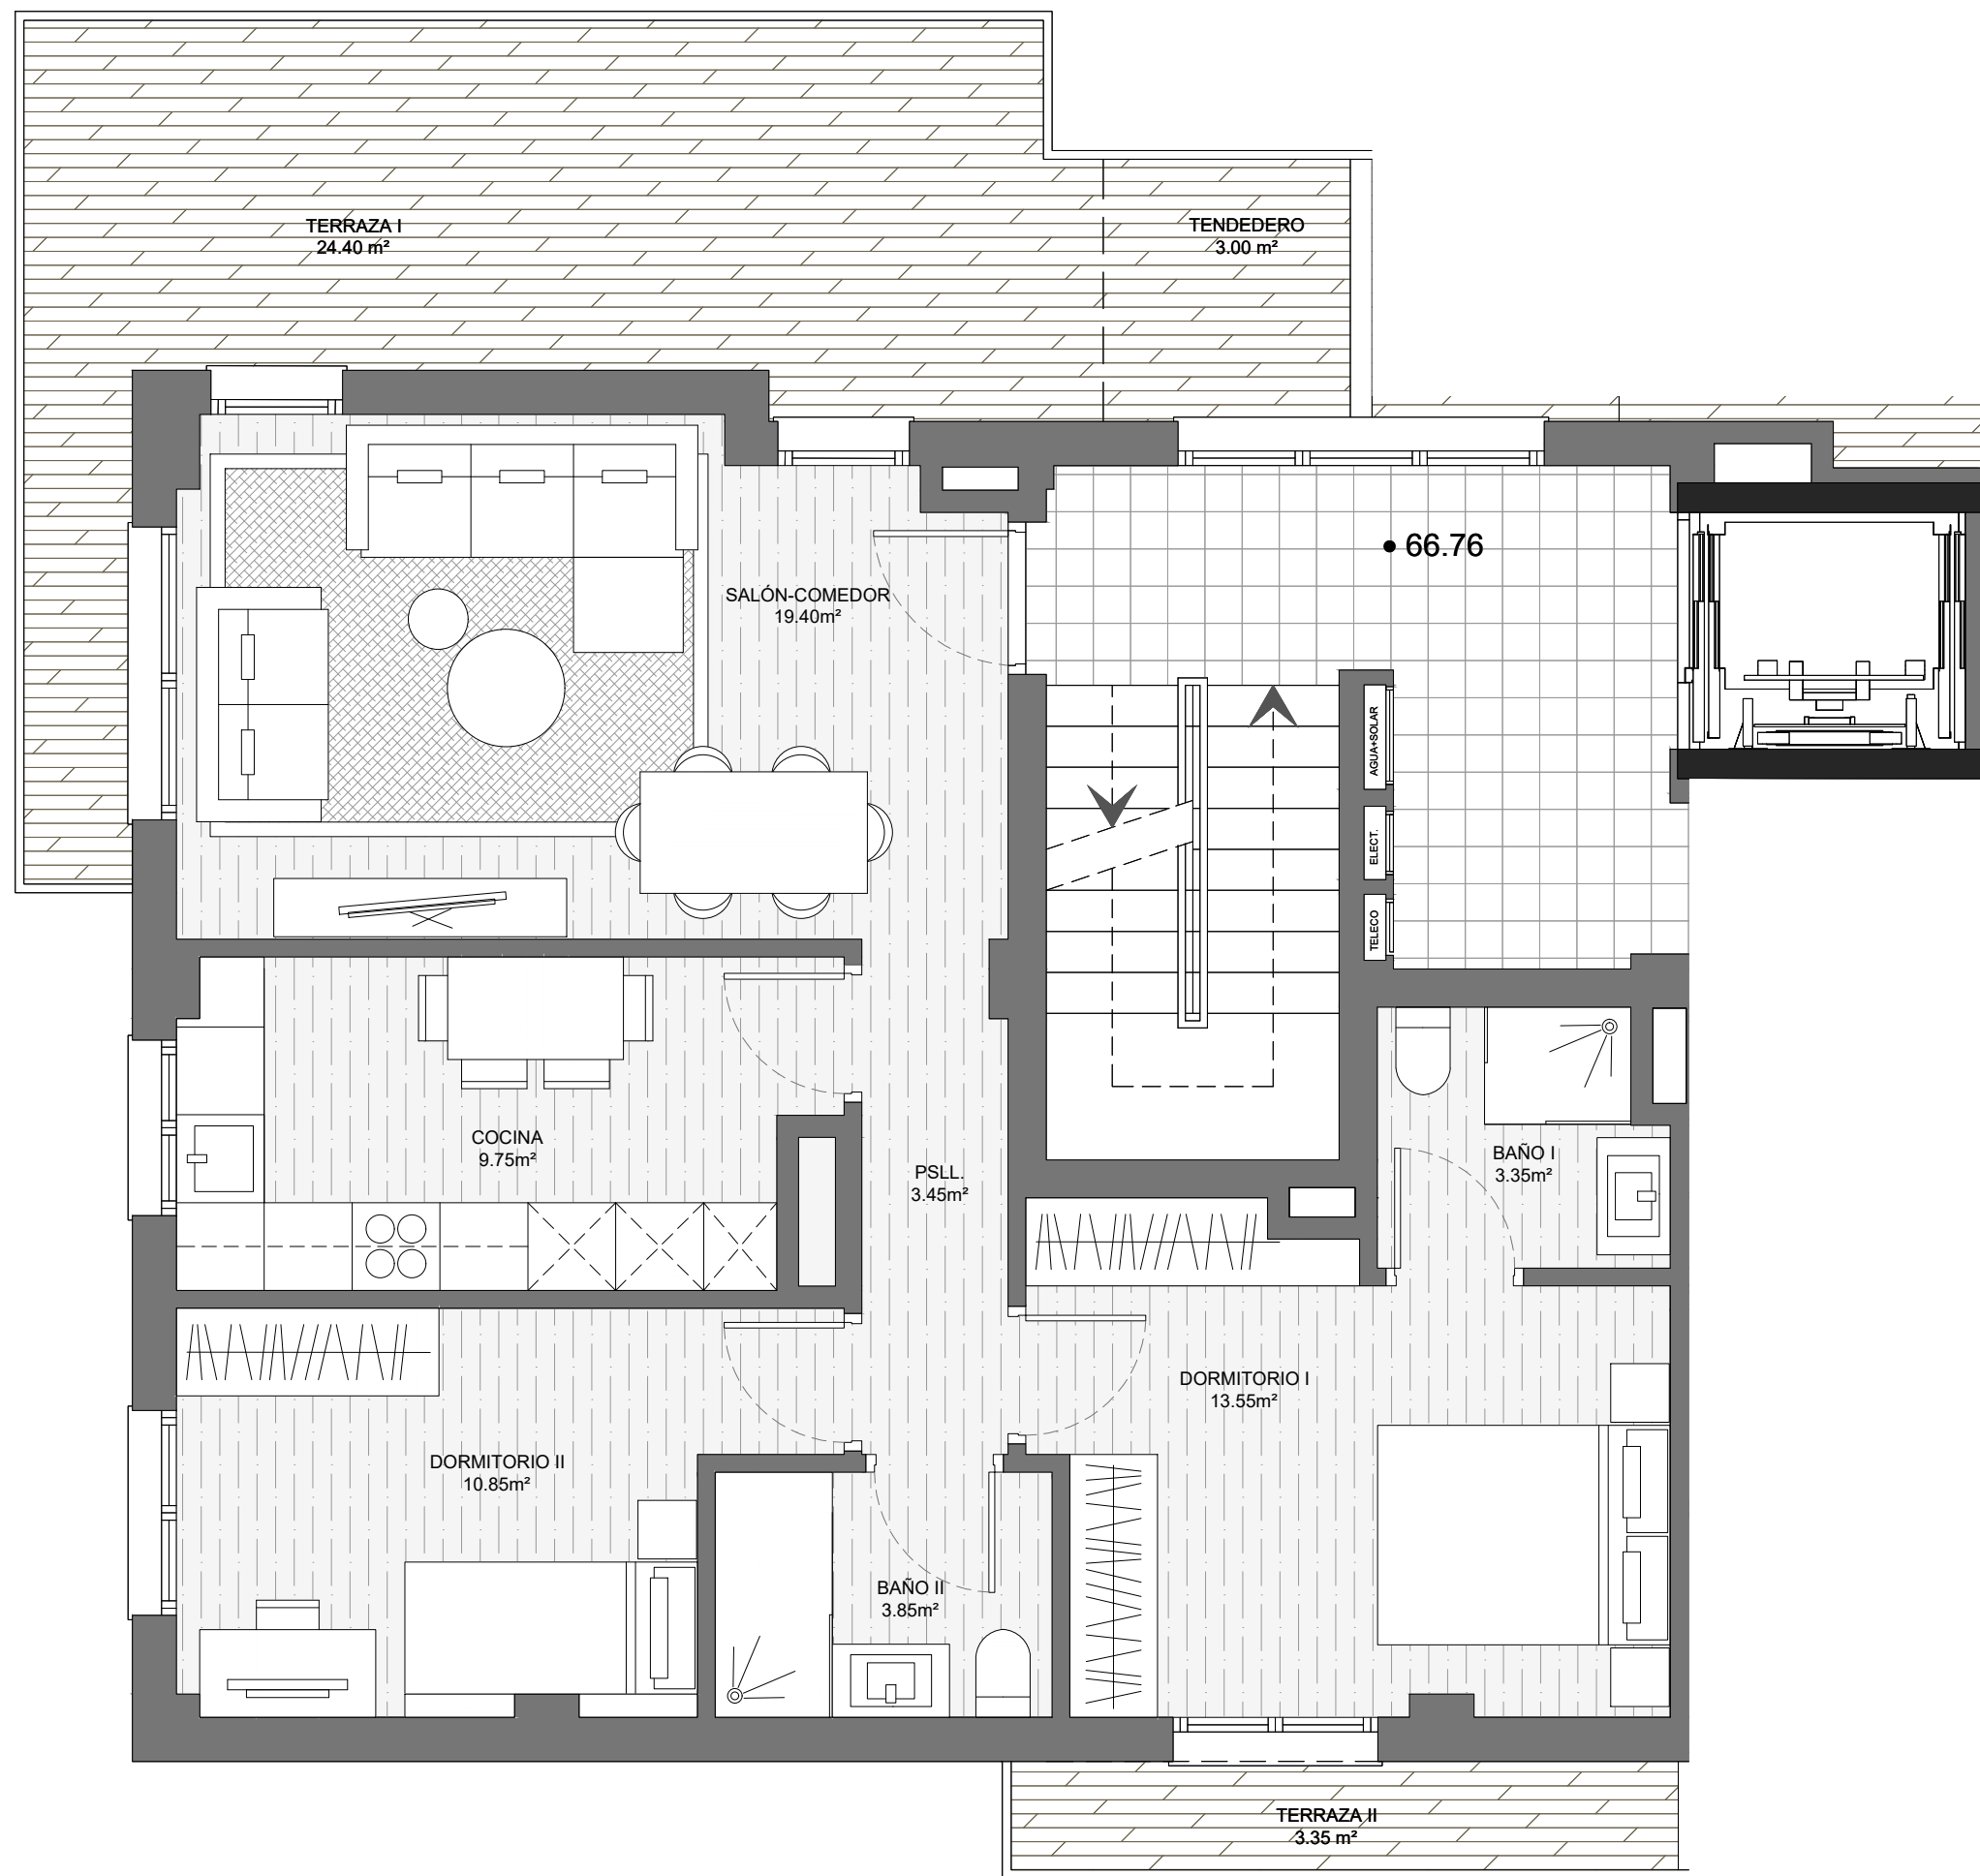 TERRAZA I
24.40 m²
TENDEDERO
3.00 m²
66.76
SALÓN-COMEDOR
19.40m²
AGUA+SOLAR
ELECT.
TELECO
COCINA
9.75m²
PSLL.
3.45m²
BAÑO I
3.35m²
DORMITORIO I
13.55m²
DORMITORIO II
10.85m²
BAÑO II
3.85m²
TERRAZA II
3.35 m²